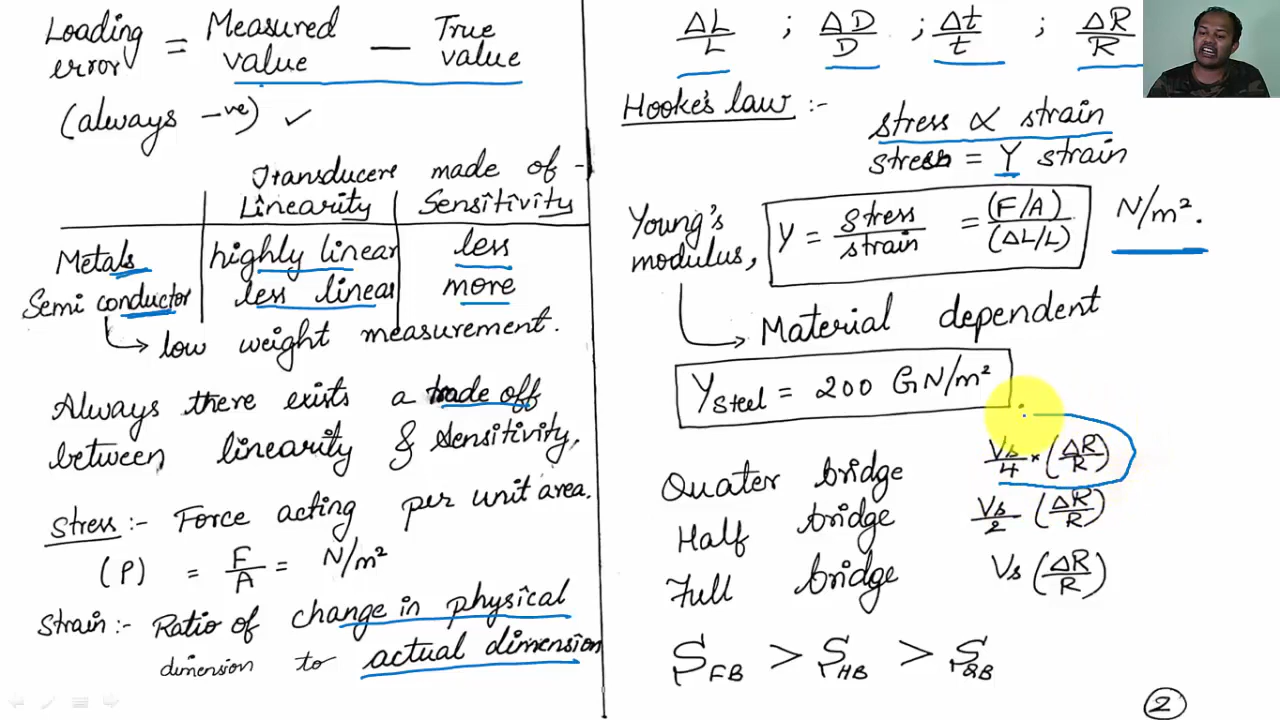 Loading error = Measured value — True value
(always -ve) ✓
Transducers made of -
Linearity Sensitivity
Metals highly linear less
Semi conductor less linear more
↳ low weight measurement.
Always there exists a trade off
between linearity & sensitivity,
Stress :- Force acting per unit area.
(P) = F/A = N/m²
Strain :- Ratio of change in physical
dimension to actual dimension
ΔL/L ; ΔD/D ; Δt/t ; ΔR/R
Hooke's law :-
stress ∝ strain
stress = Y strain
Young's modulus, Y = stress/strain = (F/A)/(ΔL/L) N/m².
Material dependent
Ysteel = 200 GN/m²
Quater bridge Vs/4 * (ΔR/R)
Half bridge Vs/2 (ΔR/R)
Full bridge Vs (ΔR/R)
SFB > SHB > SQB
2